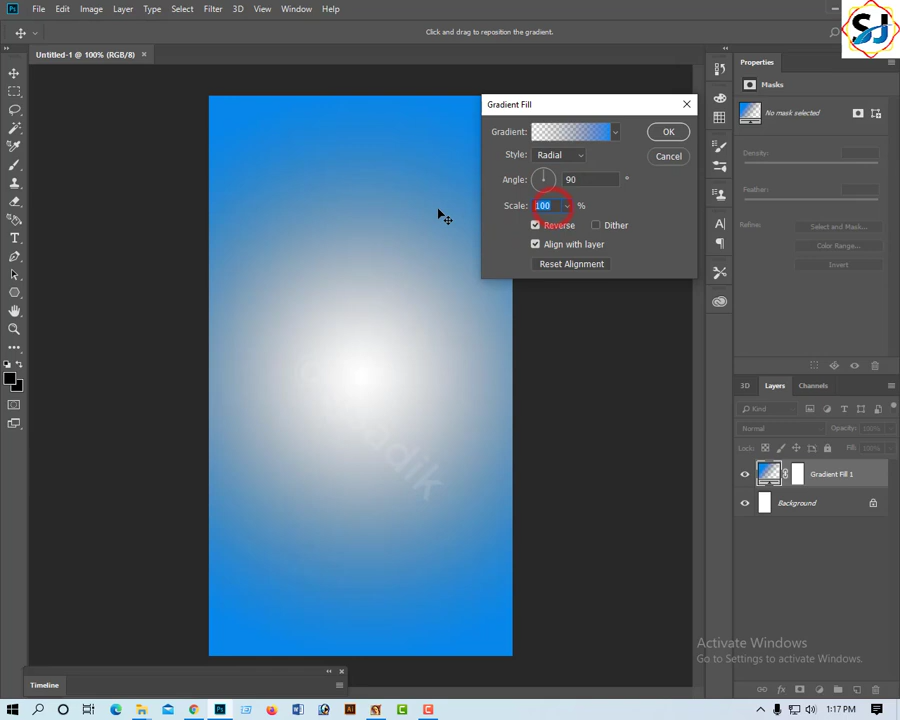 File Edit Image Layer Type Select Filter 3D View Window Help
SJ
Click and drag to reposition the gradient.
Untitled-1 @ 100% (RGB/8)
Gradient Fill
Gradient:
OK
Style: Radial
Cancel
Angle: 90 °
Scale: 100 %
Reverse Dither
Align with layer
Reset Alignment
Properties
Masks
No mask selected
Density:
Feather:
Refine: Select and Mask...
Color Range...
Invert
3D Layers Channels
Kind
Normal Opacity: 100%
Lock: Fill: 100%
Gradient Fill 1
Background
Activate Windows
Go to Settings to activate Windows.
Timeline
1:17 PM